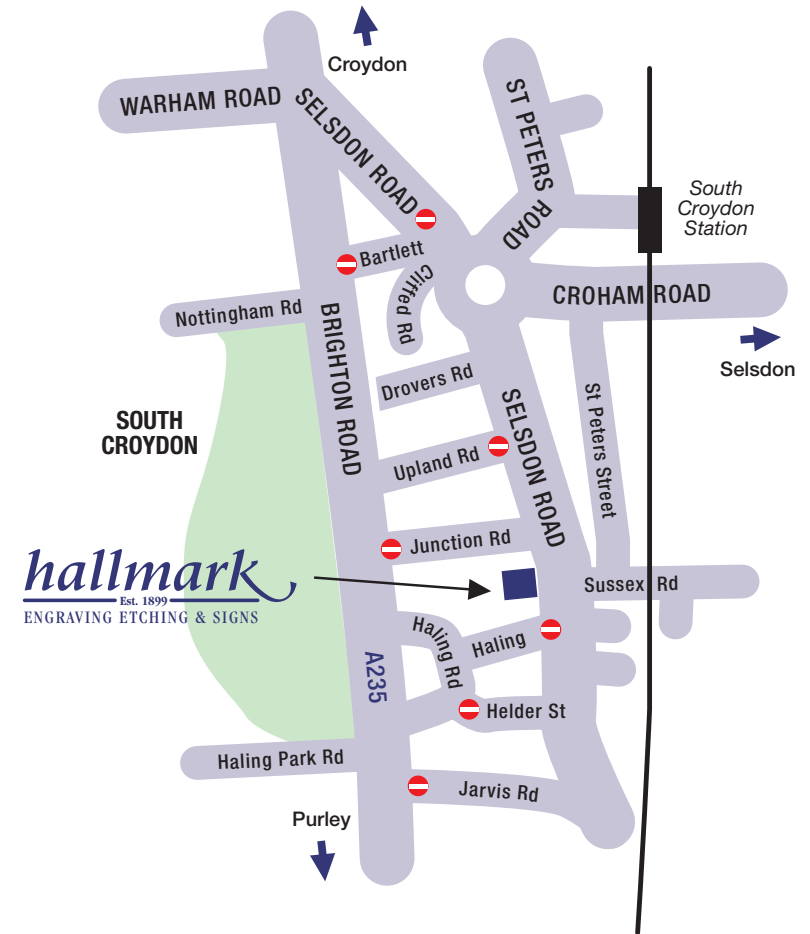 Croydon
WARHAM ROAD
SELSDON ROAD
ST PETERS
ROAD
South
Croydon
Station
Bartlett
Cliffed Rd
CROHAM ROAD
Nottingham Rd
BRIGHTON ROAD
Selsdon
Drovers Rd
SOUTH
CROYDON
SELSDON ROAD
St Peters Street
Upland Rd
Junction Rd
hallmark
Est. 1899
ENGRAVING ETCHING & SIGNS
Sussex Rd
Haling Rd
Haling
A235
Helder St
Haling Park Rd
Jarvis Rd
Purley